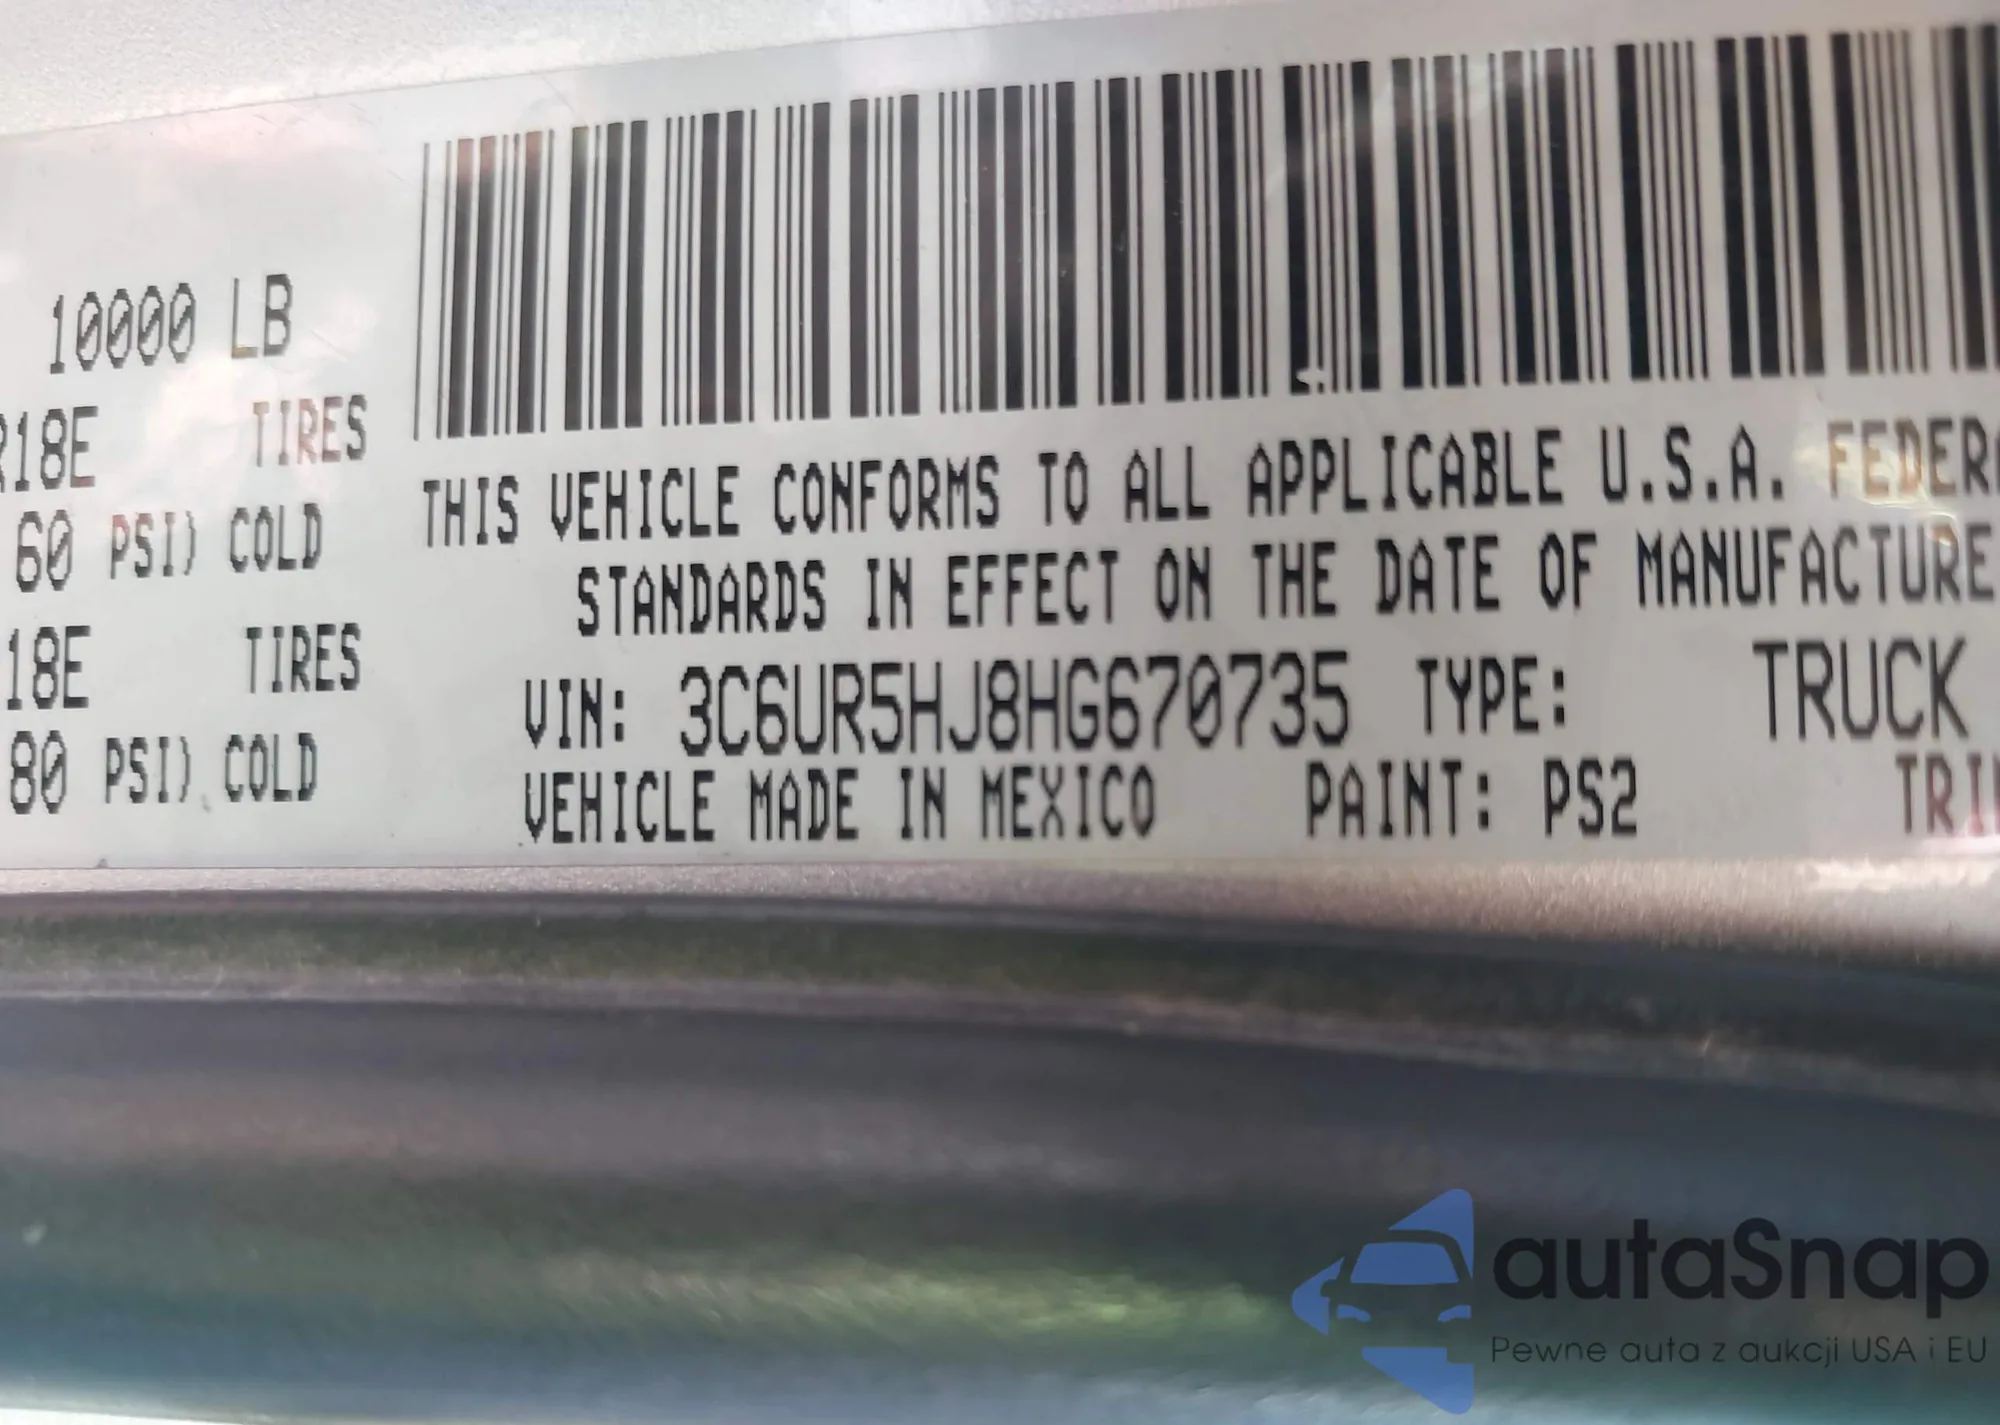 10000 LB
R18E TIRES
60 PSI) COLD
18E TIRES
80 PSI) COLD
THIS VEHICLE CONFORMS TO ALL APPLICABLE U.S.A. FEDERA
STANDARDS IN EFFECT ON THE DATE OF MANUFACTURE
VIN: 3C6UR5HJ8HG670735 TYPE: TRUCK
VEHICLE MADE IN MEXICO PAINT: PS2 TRI
autaSnap
Pewne auta z aukcji USA i EU